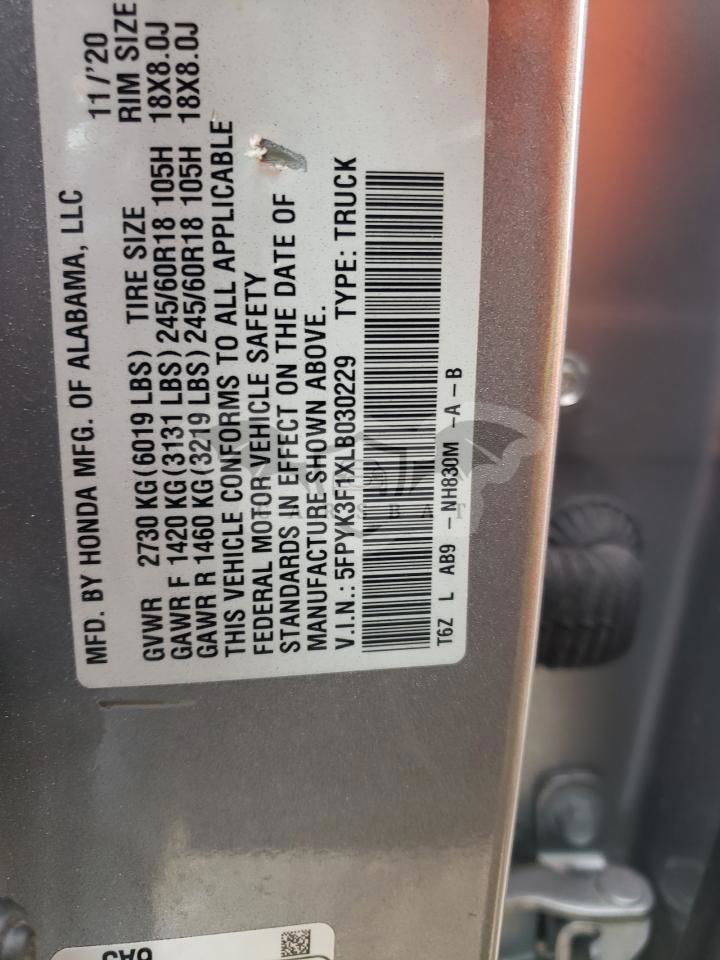 MFD. BY HONDA MFG. OF ALABAMA, LLC 11/'20
GVWR 2730 KG(6019 LBS) TIRE SIZE RIM SIZE
GAWR F 1420 KG(3131 LBS) 245/60R18 105H 18X8.0J
GAWR R 1460 KG(3219 LBS) 245/60R18 105H 18X8.0J
THIS VEHICLE CONFORMS TO ALL APPLICABLE
FEDERAL MOTOR VEHICLE SAFETY
STANDARDS IN EFFECT ON THE DATE OF
MANUFACTURE SHOWN ABOVE.
V.I.N.: 5FPYK3F1XLB030229 TYPE: TRUCK
T6Z L AB9 -NH830M -A-B
CARSBAT